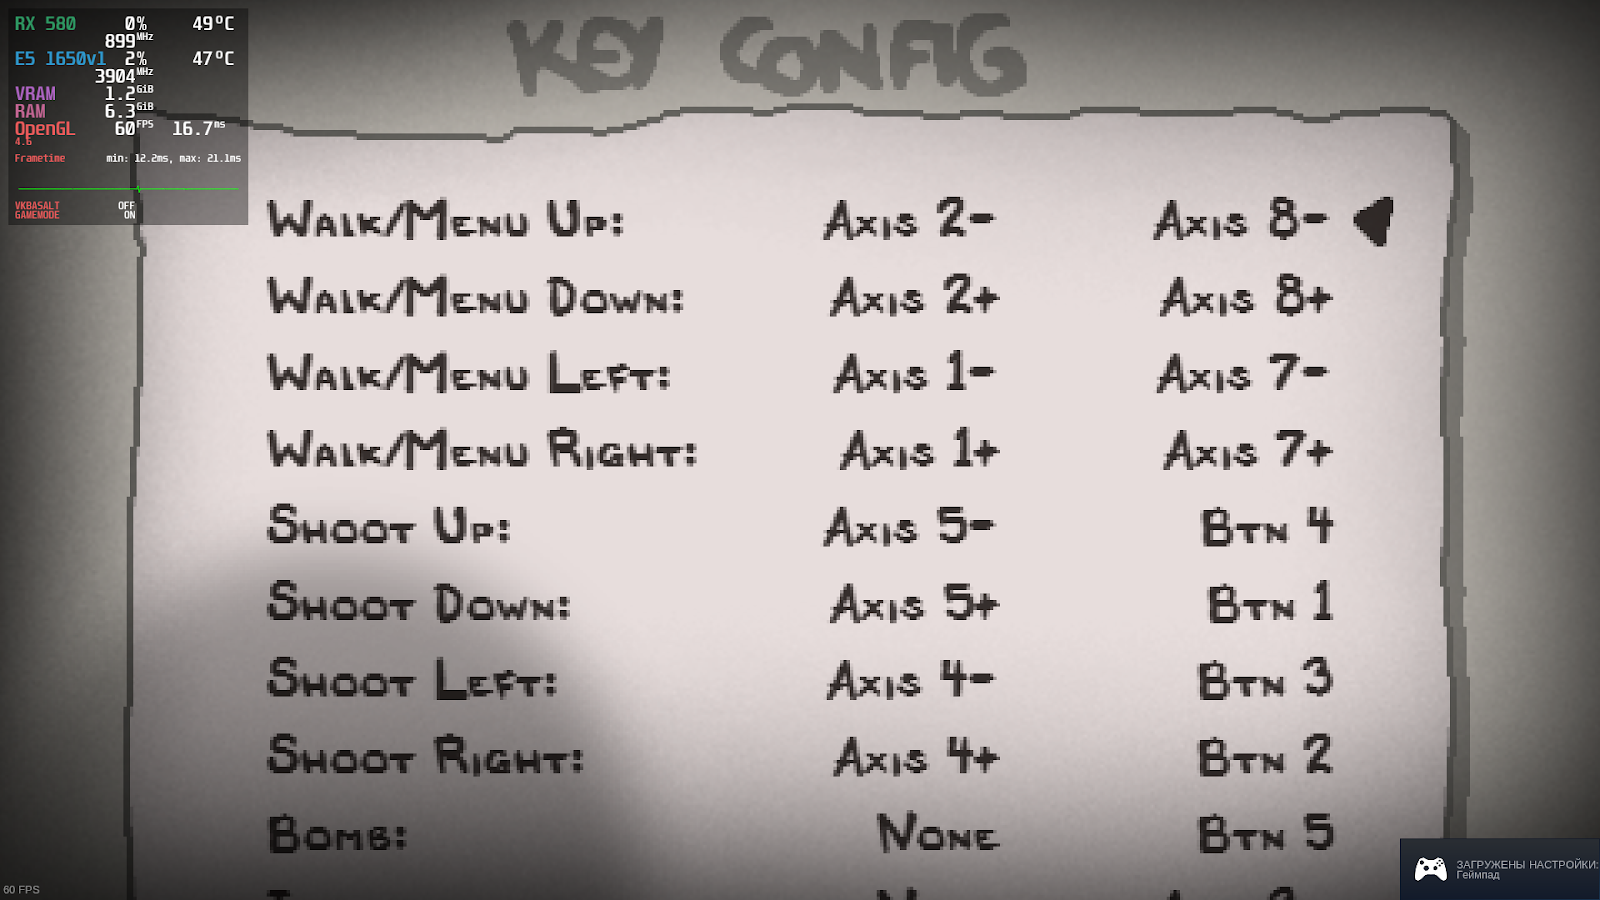 RX 580 0% 49°C
899 MHz
E5 1650v1 2% 47°C
3904 MHz
VRAM 1.2 GiB
RAM 6.3 GiB
OpenGL 60 FPS 16.7 ms
4.6
Frametime min: 12.2ms, max: 21.1ms
VKBASALT OFF
GAMEMODE ON
KEY CONFIG
WALK/MENU UP: AXIS 2- AXIS 8-
WALK/MENU DOWN: AXIS 2+ AXIS 8+
WALK/MENU LEFT: AXIS 1- AXIS 7-
WALK/MENU RIGHT: AXIS 1+ AXIS 7+
SHOOT UP: AXIS 5- BTN 4
SHOOT DOWN: AXIS 5+ BTN 1
SHOOT LEFT: AXIS 4- BTN 3
SHOOT RIGHT: AXIS 4+ BTN 2
BOMB: NONE BTN 5
ЗАГРУЖЕНЫ НАСТРОЙКИ:
Геймпад
60 FPS